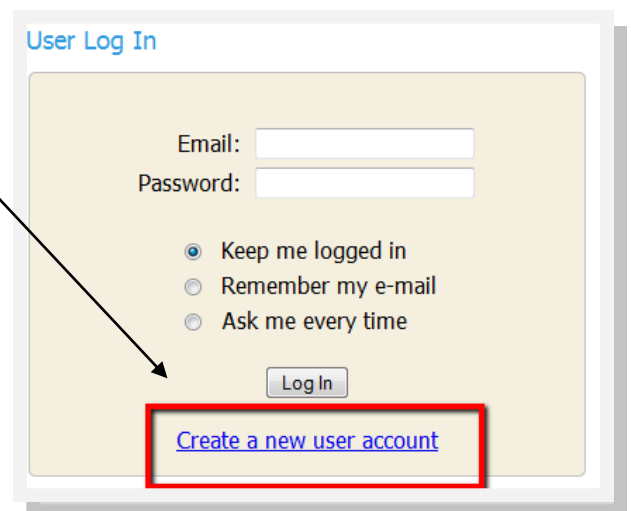 User Log In
Email:
Password:
Keep me logged in
Remember my e-mail
Ask me every time
Log In
Create a new user account